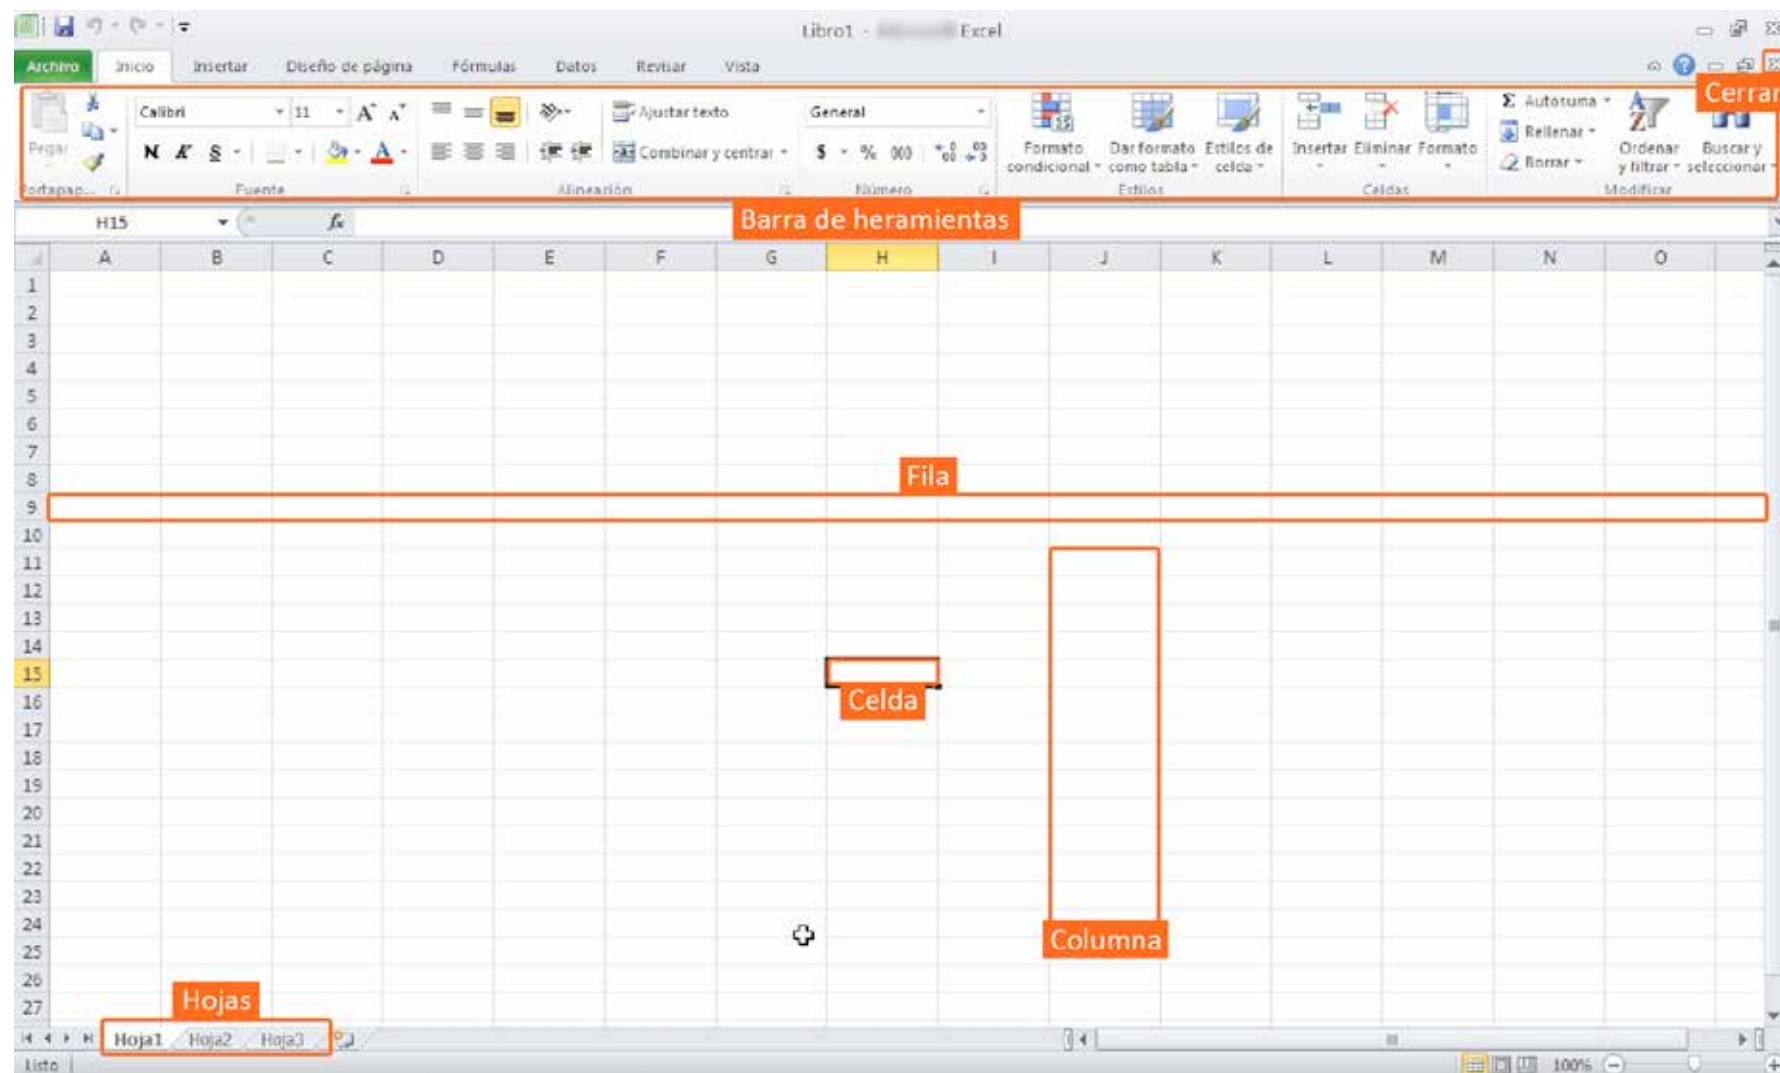 Libro1 - Excel
Archivo Inicio Insertar Diseño de página Fórmulas Datos Revisar Vista
Cerrar
Calibri 11 A A Ajustar texto General Σ Autosuma
Rellenar
Pegar N K S A Combinar y centrar $ % 000 Formato Dar formato Estilos de Insertar Eliminar Formato Ordenar Buscar y
condicional como tabla celda Borrar y filtrar seleccionar
Portapap... Fuente Alineación Número Estilos Celdas Modificar
Barra de heramientas
H15 fx
A B C D E F G H I J K L M N O
1
2
3
4
5
6
7
8
Fila
9
10
11
12
13
14
15
Celda
16
17
18
19
20
21
22
23
24
Columna
25
26
Hojas
27
Hoja1 Hoja2 Hoja3
Listo 100%